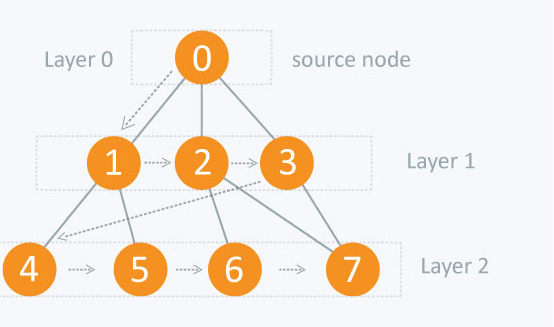 Layer 0 0 source node
1 2 3 Layer 1
4 5 6 7 Layer 2